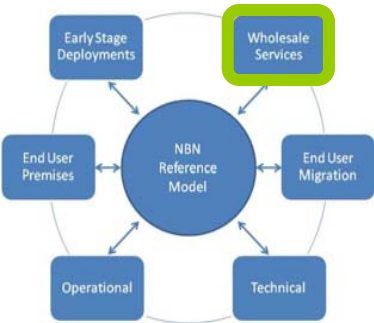 Early Stage
Deployments
Wholesale
Services
End User
Premises
NBN
Reference
Model
End User
Migration
Operational
Technical